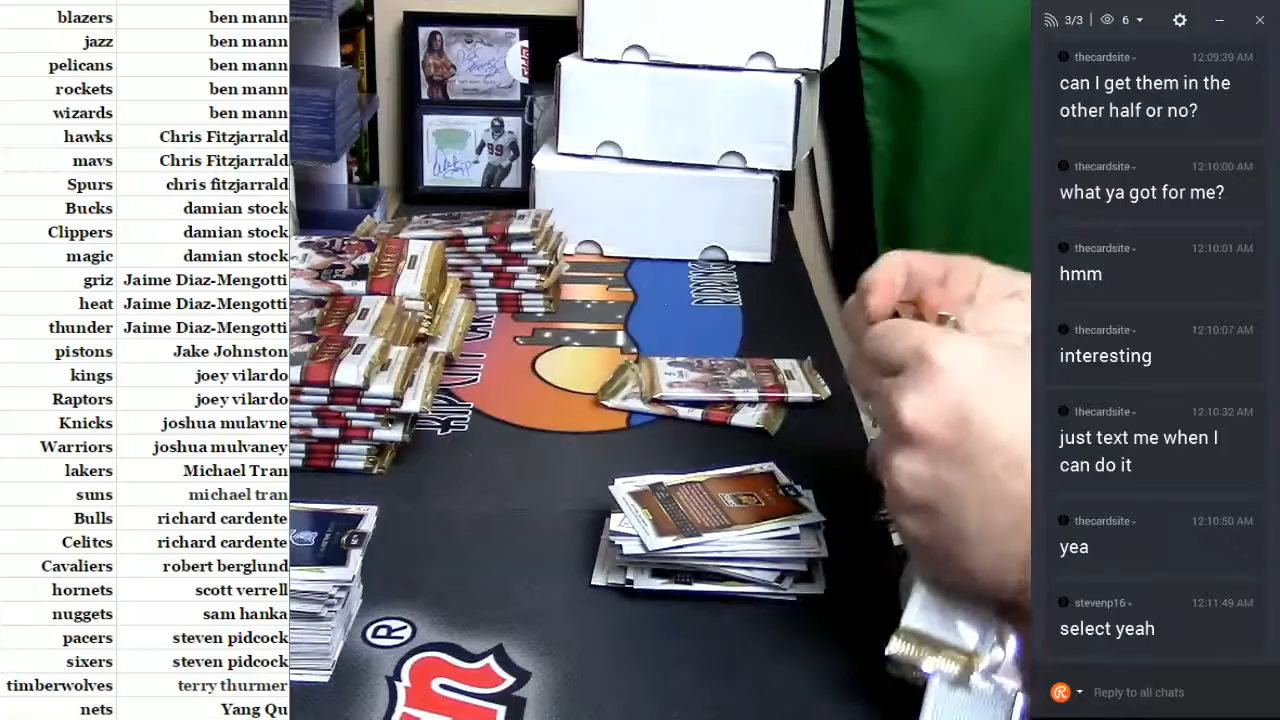 blazers ben mann
jazz ben mann
pelicans ben mann
rockets ben mann
wizards ben mann
hawks Chris Fitzjarrald
mavs Chris Fitzjarrald
Spurs chris fitzjarrald
Bucks damian stock
Clippers damian stock
magic damian stock
griz Jaime Diaz-Mengotti
heat Jaime Diaz-Mengotti
thunder Jaime Diaz-Mengotti
pistons Jake Johnston
kings joey vilardo
Raptors joey vilardo
Knicks joshua mulavne
Warriors joshua mulvaney
lakers Michael Tran
suns michael tran
Bulls richard cardente
Celitcs richard cardente
Cavaliers robert berglund
hornets scott verrell
nuggets sam hanka
pacers steven pidcock
sixers steven pidcock
timberwolves terry thurmer
nets Yang Qu
RIPPING
99
®
3/3 6
thecardsite 12:09:39 AM
can I get them in the
other half or no?
thecardsite 12:10:00 AM
what ya got for me?
thecardsite 12:10:01 AM
hmm
thecardsite 12:10:07 AM
interesting
thecardsite 12:10:32 AM
just text me when I
can do it
thecardsite 12:10:50 AM
yea
stevenp16 12:11:49 AM
select yeah
Reply to all chats